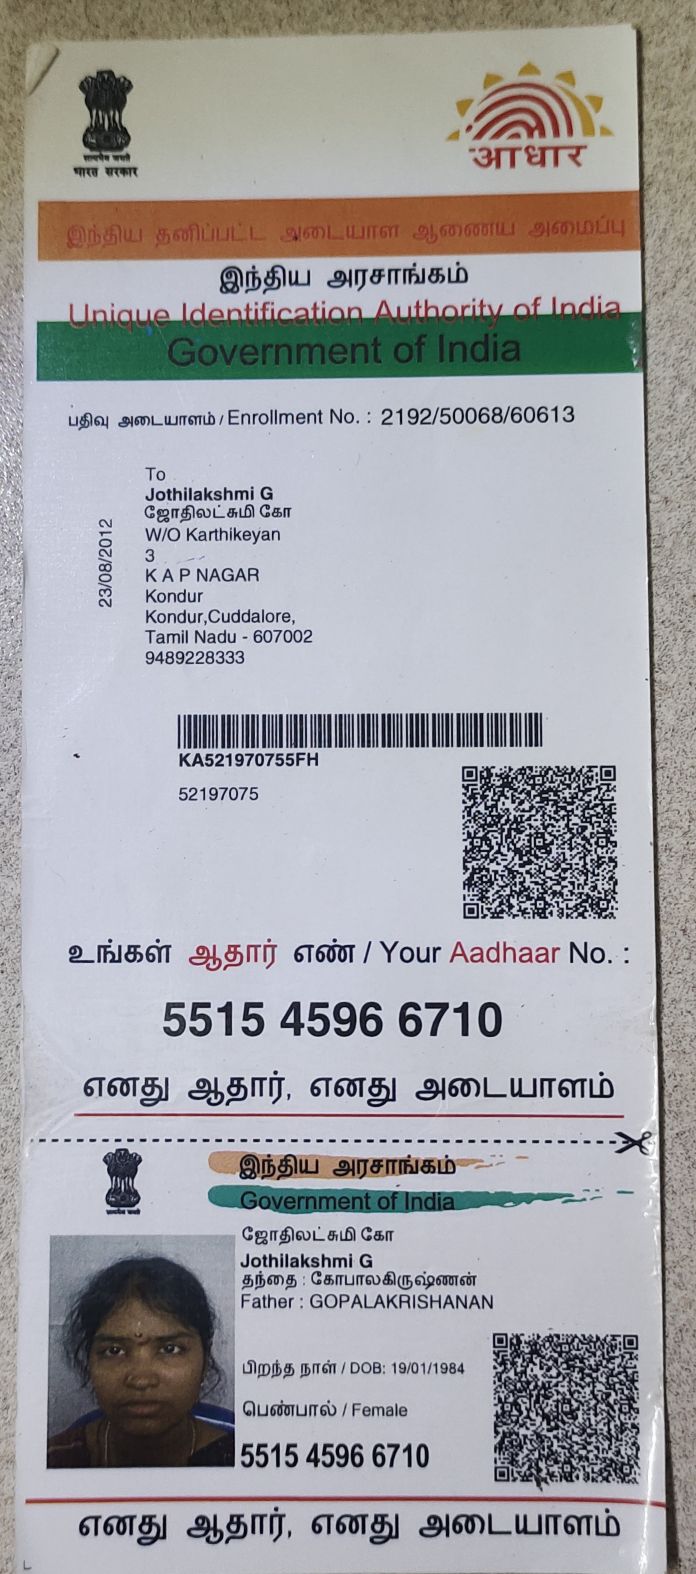 सत्यमेव जयते
भारत सरकार
आधार
இந்திய தனிப்பட்ட அடையாள ஆணைய அமைப்பு
இந்திய அரசாங்கம்
Unique Identification Authority of India
Government of India
பதிவு அடையாளம் / Enrollment No. : 2192/50068/60613
23/08/2012
To
Jothilakshmi G
ஜோதிலட்சுமி கோ
W/O Karthikeyan
3
K A P NAGAR
Kondur
Kondur,Cuddalore,
Tamil Nadu - 607002
9489228333
KA521970755FH
52197075
உங்கள் ஆதார் எண் / Your Aadhaar No. :
5515 4596 6710
எனது ஆதார், எனது அடையாளம்
இந்திய அரசாங்கம்
Government of India
ஜோதிலட்சுமி கோ
Jothilakshmi G
தந்தை : கோபாலகிருஷ்ணன்
Father : GOPALAKRISHANAN
பிறந்த நாள் / DOB: 19/01/1984
பெண்பால் / Female
5515 4596 6710
எனது ஆதார், எனது அடையாளம்